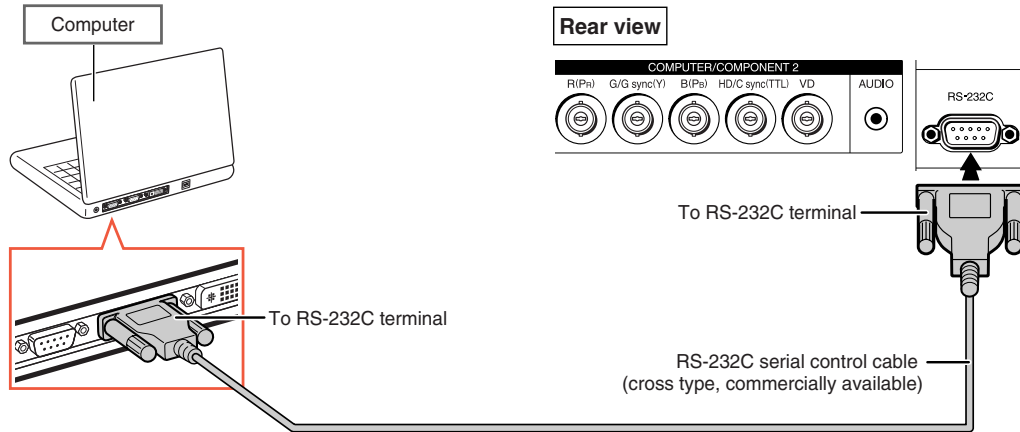 Computer
Rear view
COMPUTER/COMPONENT 2
R(PR) G/G sync(Y) B(PB) HD/C sync(TTL) VD
AUDIO
RS-232C
To RS-232C terminal
To RS-232C terminal
RS-232C serial control cable
(cross type, commercially available)